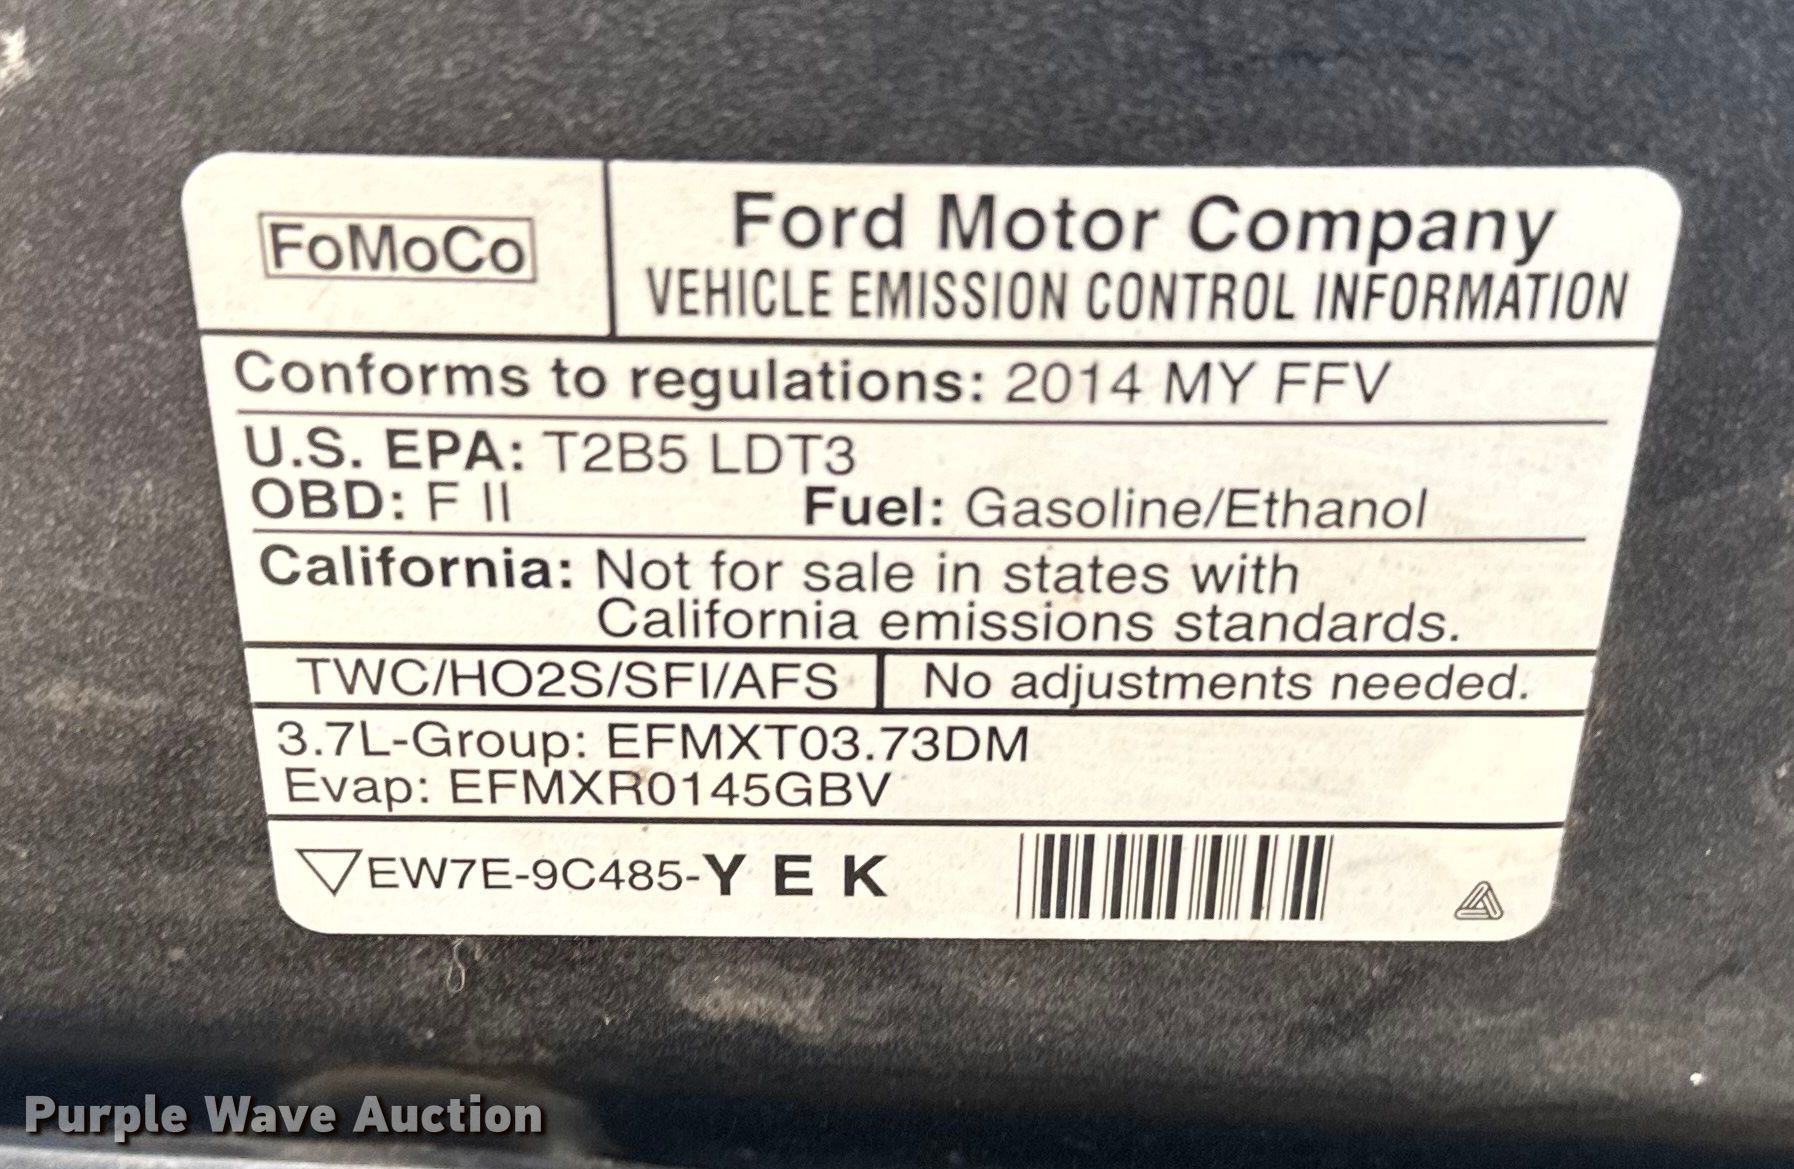 FoMoCo
Ford Motor Company
VEHICLE EMISSION CONTROL INFORMATION
Conforms to regulations: 2014 MY FFV
U.S. EPA: T2B5 LDT3
OBD: F II Fuel: Gasoline/Ethanol
California: Not for sale in states with
California emissions standards.
TWC/HO2S/SFI/AFS No adjustments needed.
3.7L-Group: EFMXT03.73DM
Evap: EFMXR0145GBV
EW7E-9C485-Y E K
Purple Wave Auction